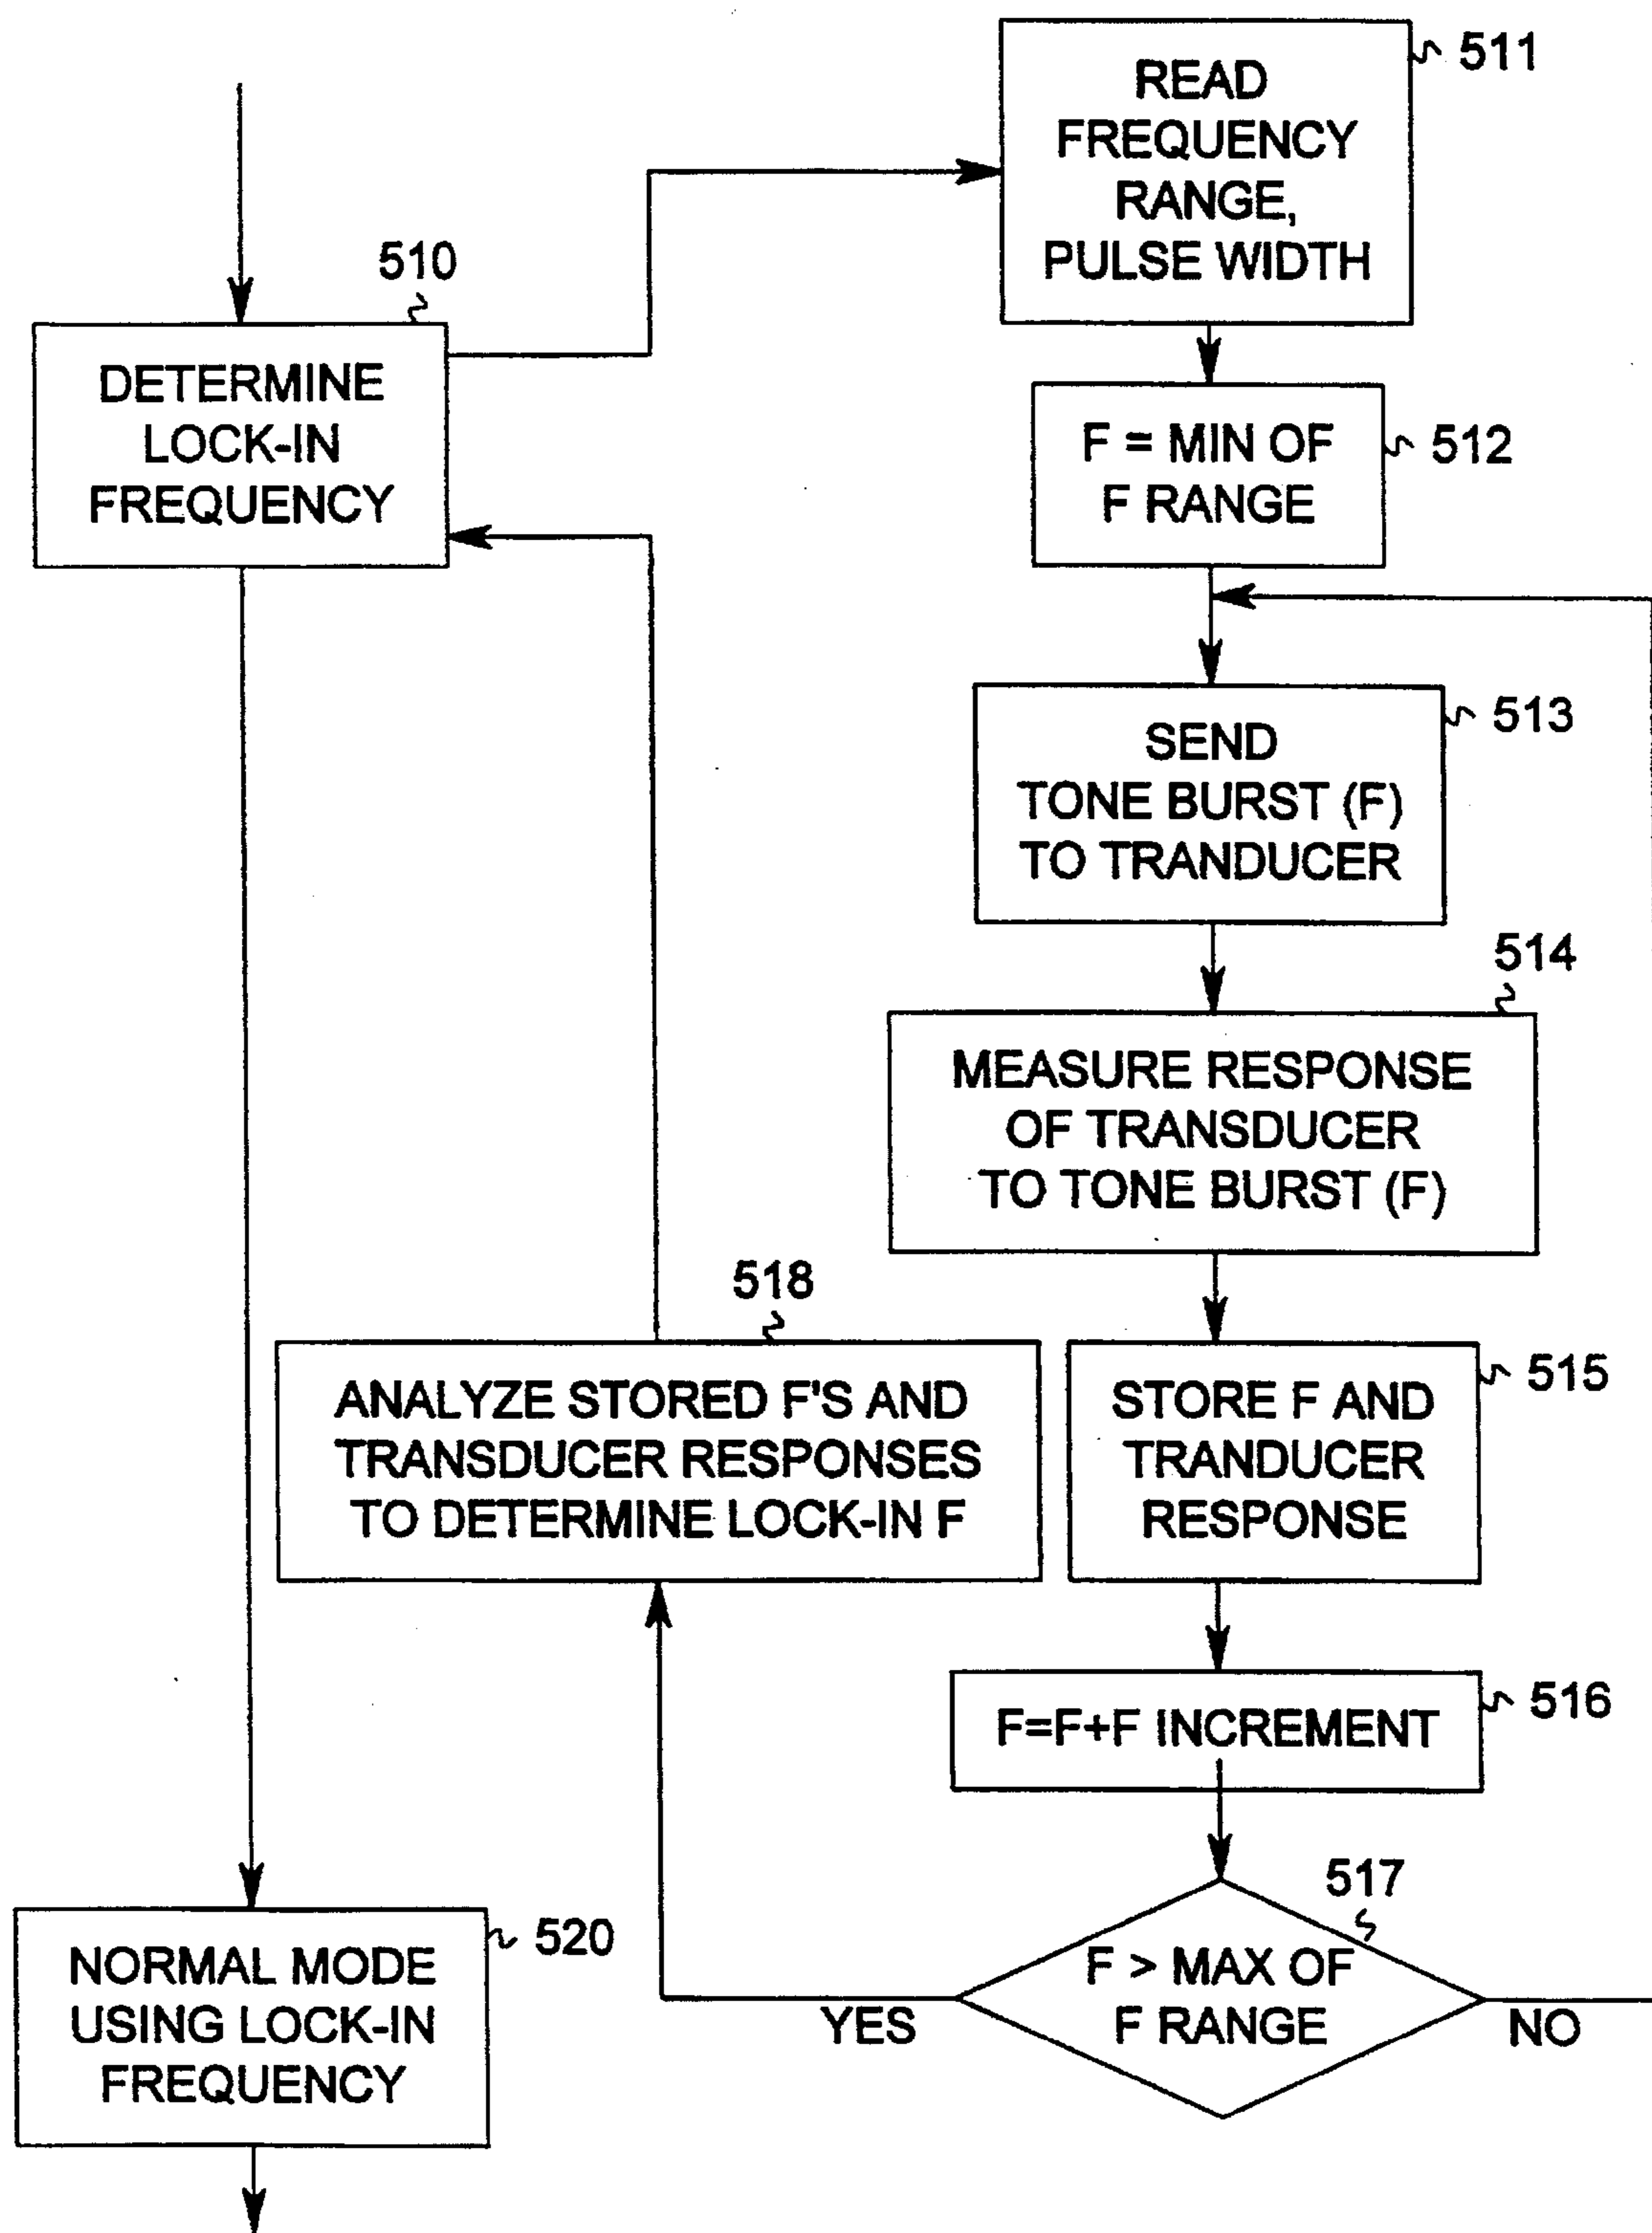 510
DETERMINE
LOCK-IN
FREQUENCY
511
READ
FREQUENCY
RANGE,
PULSE WIDTH
F = MIN OF
F RANGE
512
513
SEND
TONE BURST (F)
TO TRANDUCER
514
MEASURE RESPONSE
OF TRANSDUCER
TO TONE BURST (F)
515
STORE F AND
TRANDUCER
RESPONSE
516
F=F+F INCREMENT
517
F > MAX OF
F RANGE
YES
NO
518
ANALYZE STORED F'S AND
TRANSDUCER RESPONSES
TO DETERMINE LOCK-IN F
520
NORMAL MODE
USING LOCK-IN
FREQUENCY